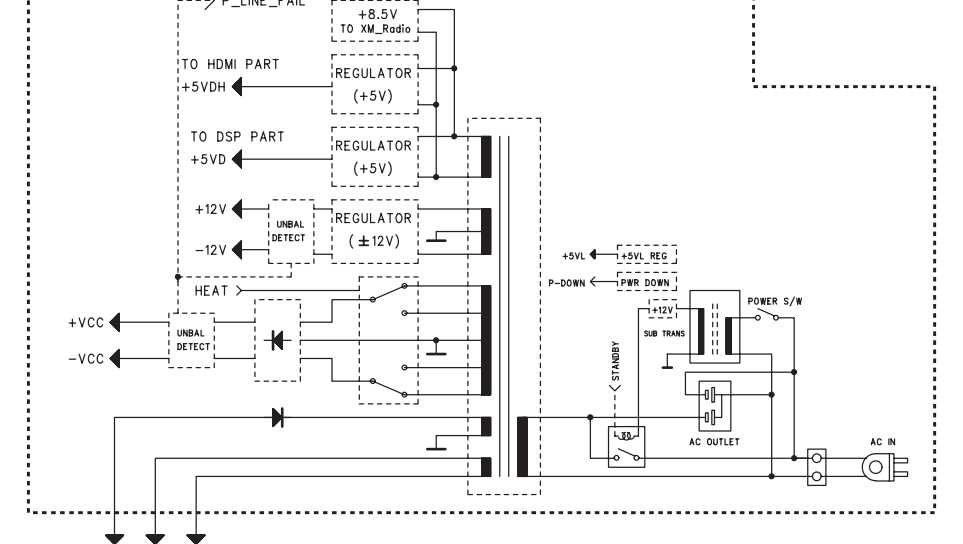 P_LINE_FAIL
+8.5V
TO XM_Radio
TO HDMI PART
+5VDH
REGULATOR
(+5V)
TO DSP PART
+5VD
REGULATOR
(+5V)
+12V
-12V
UNBAL
DETECT
REGULATOR
(±12V)
HEAT
+VCC
-VCC
UNBAL
DETECT
+5VL
+5VL REG
P-DOWN
PWR DOWN
+12V
POWER S/W
SUB TRANS
STANDBY
AC OUTLET
AC IN